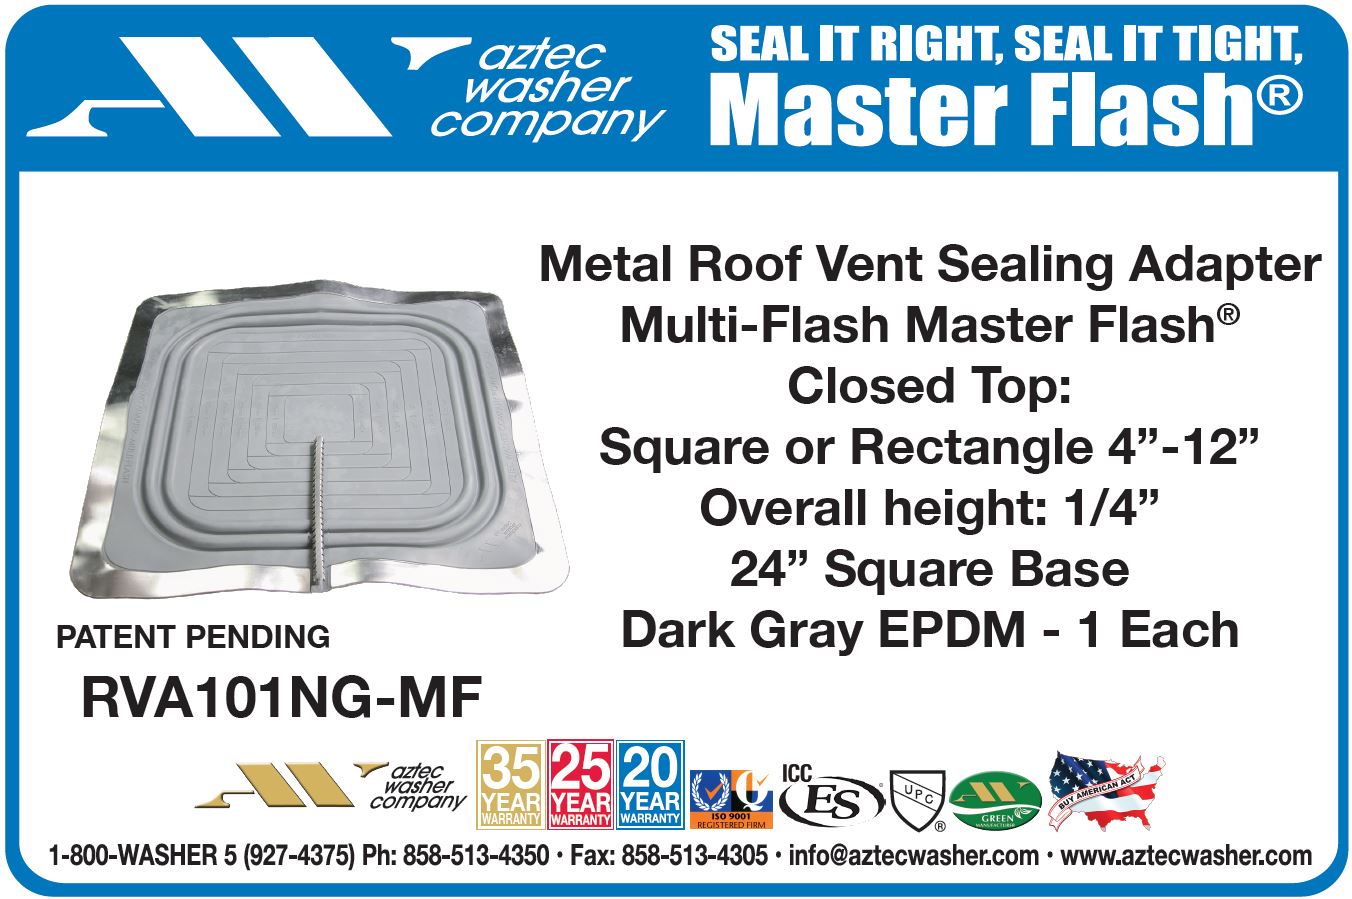 aztec
washer
company
SEAL IT RIGHT, SEAL IT TIGHT,
Master Flash®
Metal Roof Vent Sealing Adapter
Multi-Flash Master Flash®
Closed Top:
Square or Rectangle 4”-12”
Overall height: 1/4”
24” Square Base
Dark Gray EPDM - 1 Each
PATENT PENDING
RVA101NG-MF
aztec
washer
company
35
YEAR
WARRANTY
25
YEAR
WARRANTY
20
YEAR
WARRANTY
ISO 9001
REGISTERED FIRM
ICC
ES®
UPC®
GREEN
MANUFACTURER
BUY AMERICAN ACT
1-800-WASHER 5 (927-4375) Ph: 858-513-4350 • Fax: 858-513-4305 • info@aztecwasher.com • www.aztecwasher.com